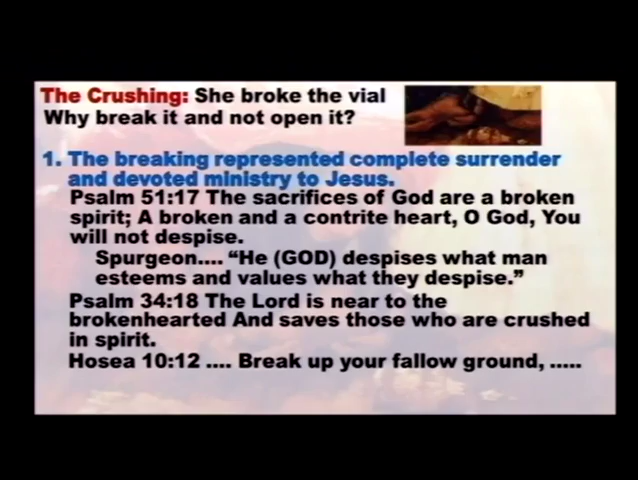 The Crushing: She broke the vial
Why break it and not open it?
1. The breaking represented complete surrender
and devoted ministry to Jesus.
Psalm 51:17 The sacrifices of God are a broken
spirit; A broken and a contrite heart, O God, You
will not despise.
Spurgeon.... “He (GOD) despises what man
esteems and values what they despise.”
Psalm 34:18 The Lord is near to the
brokenhearted And saves those who are crushed
in spirit.
Hosea 10:12 .... Break up your fallow ground, .....